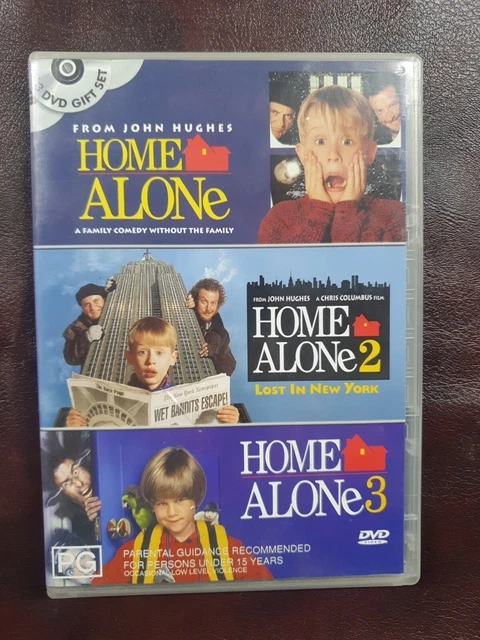 3 DVD GIFT SET
FROM JOHN HUGHES
HOME
ALONe
A FAMILY COMEDY WITHOUT THE FAMILY
FROM JOHN HUGHES A CHRIS COLUMBUS FILM
HOME
ALONe 2
LOST IN NEW YORK
WET BANDITS ESCAPE!
HOME
ALONe 3
DVD
VIDEO
PG
PARENTAL GUIDANCE RECOMMENDED
FOR PERSONS UNDER 15 YEARS
OCCASIONAL LOW LEVEL VIOLENCE